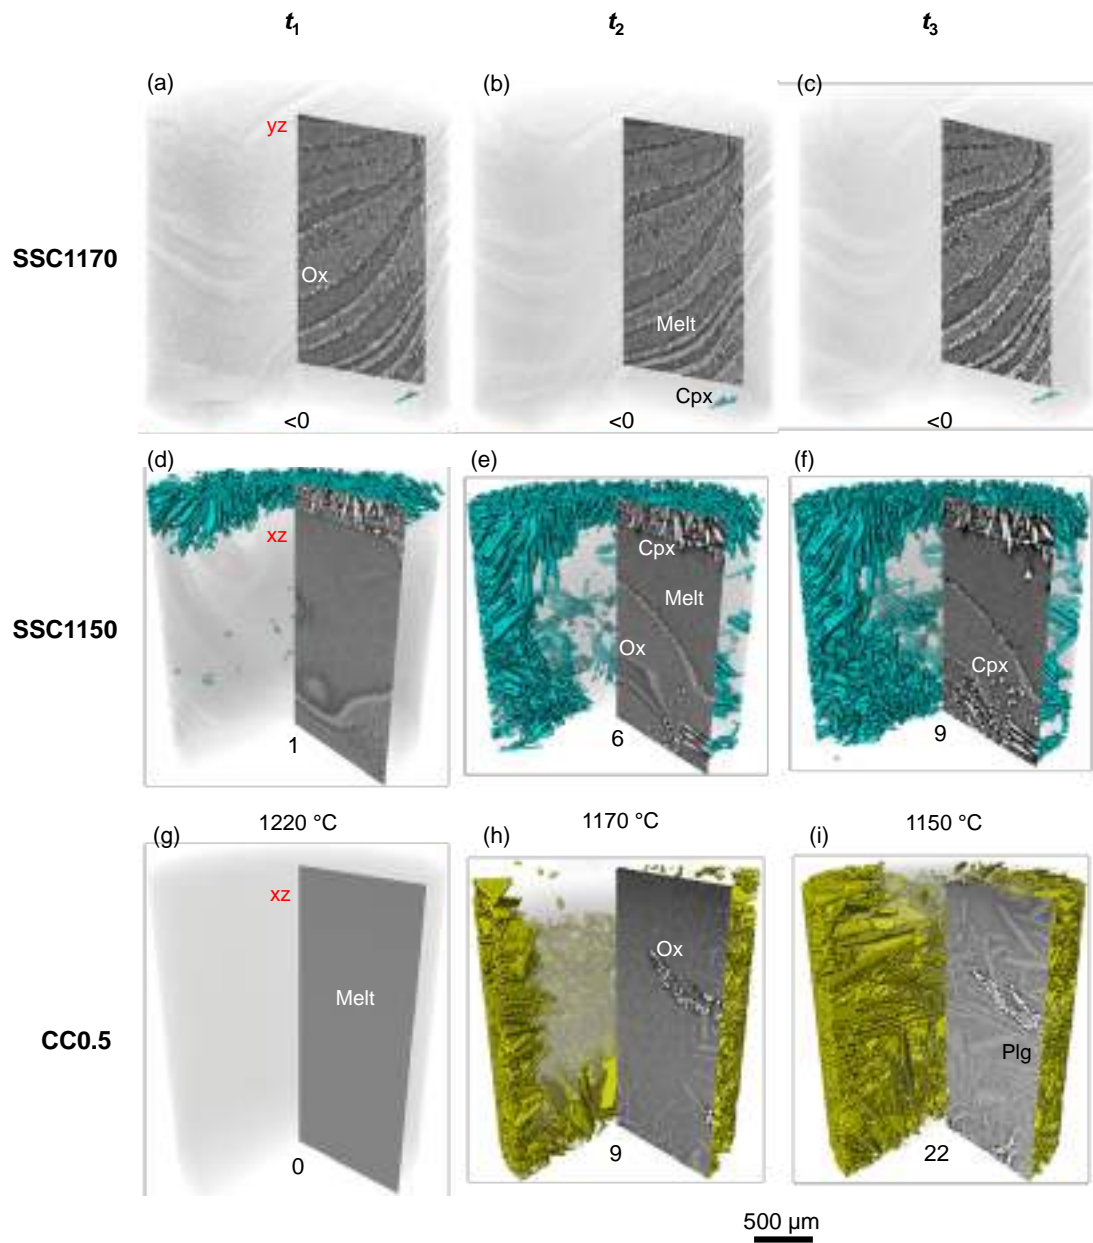 t1 t2 t3
(a) (b) (c)
yz
SSC1170
Ox
Melt
Cpx
<0 <0 <0
(d) (e) (f)
xz
Cpx
Melt
SSC1150
Ox
Cpx
1 6 9
1220 °C 1170 °C 1150 °C
(g) (h) (i)
xz
Ox
Melt
CC0.5
Plg
0 9 22
500 µm